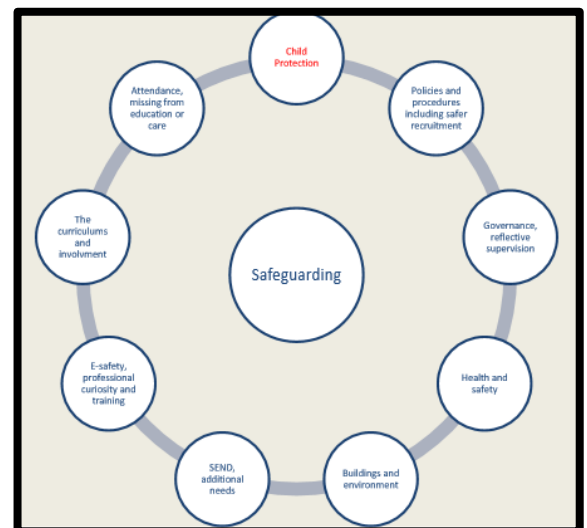 Child
Protection
Policies and
procedures
including safer
recruitment
Governance,
reflective
supervision
Health and
safety
Buildings and
environment
SEND,
additional
needs
E-safety,
professional
curiosity and
training
The
curriculums
and
involvment
Attendance,
missing from
education or
care
Safeguarding